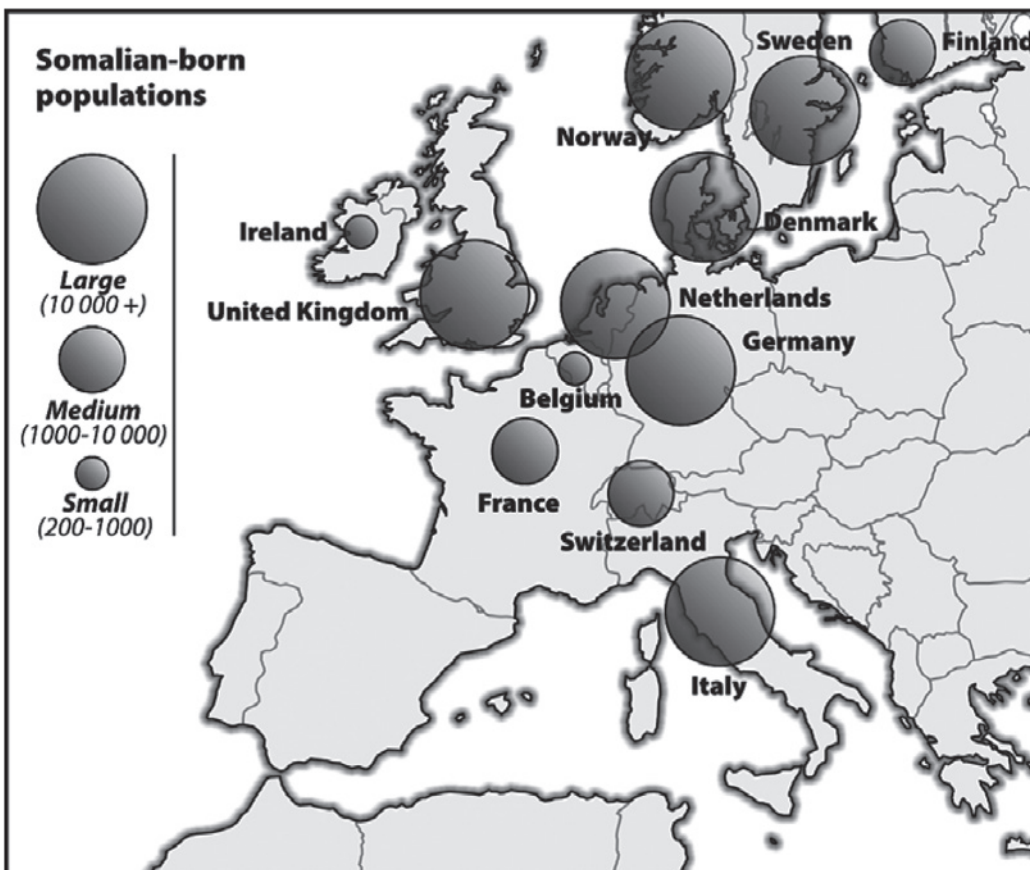 Somalian-born
populations
Large
(10 000 +)
Medium
(1000-10 000)
Small
(200-1000)
Sweden
Finland
Norway
Ireland
Denmark
United Kingdom
Netherlands
Germany
Belgium
France
Switzerland
Italy